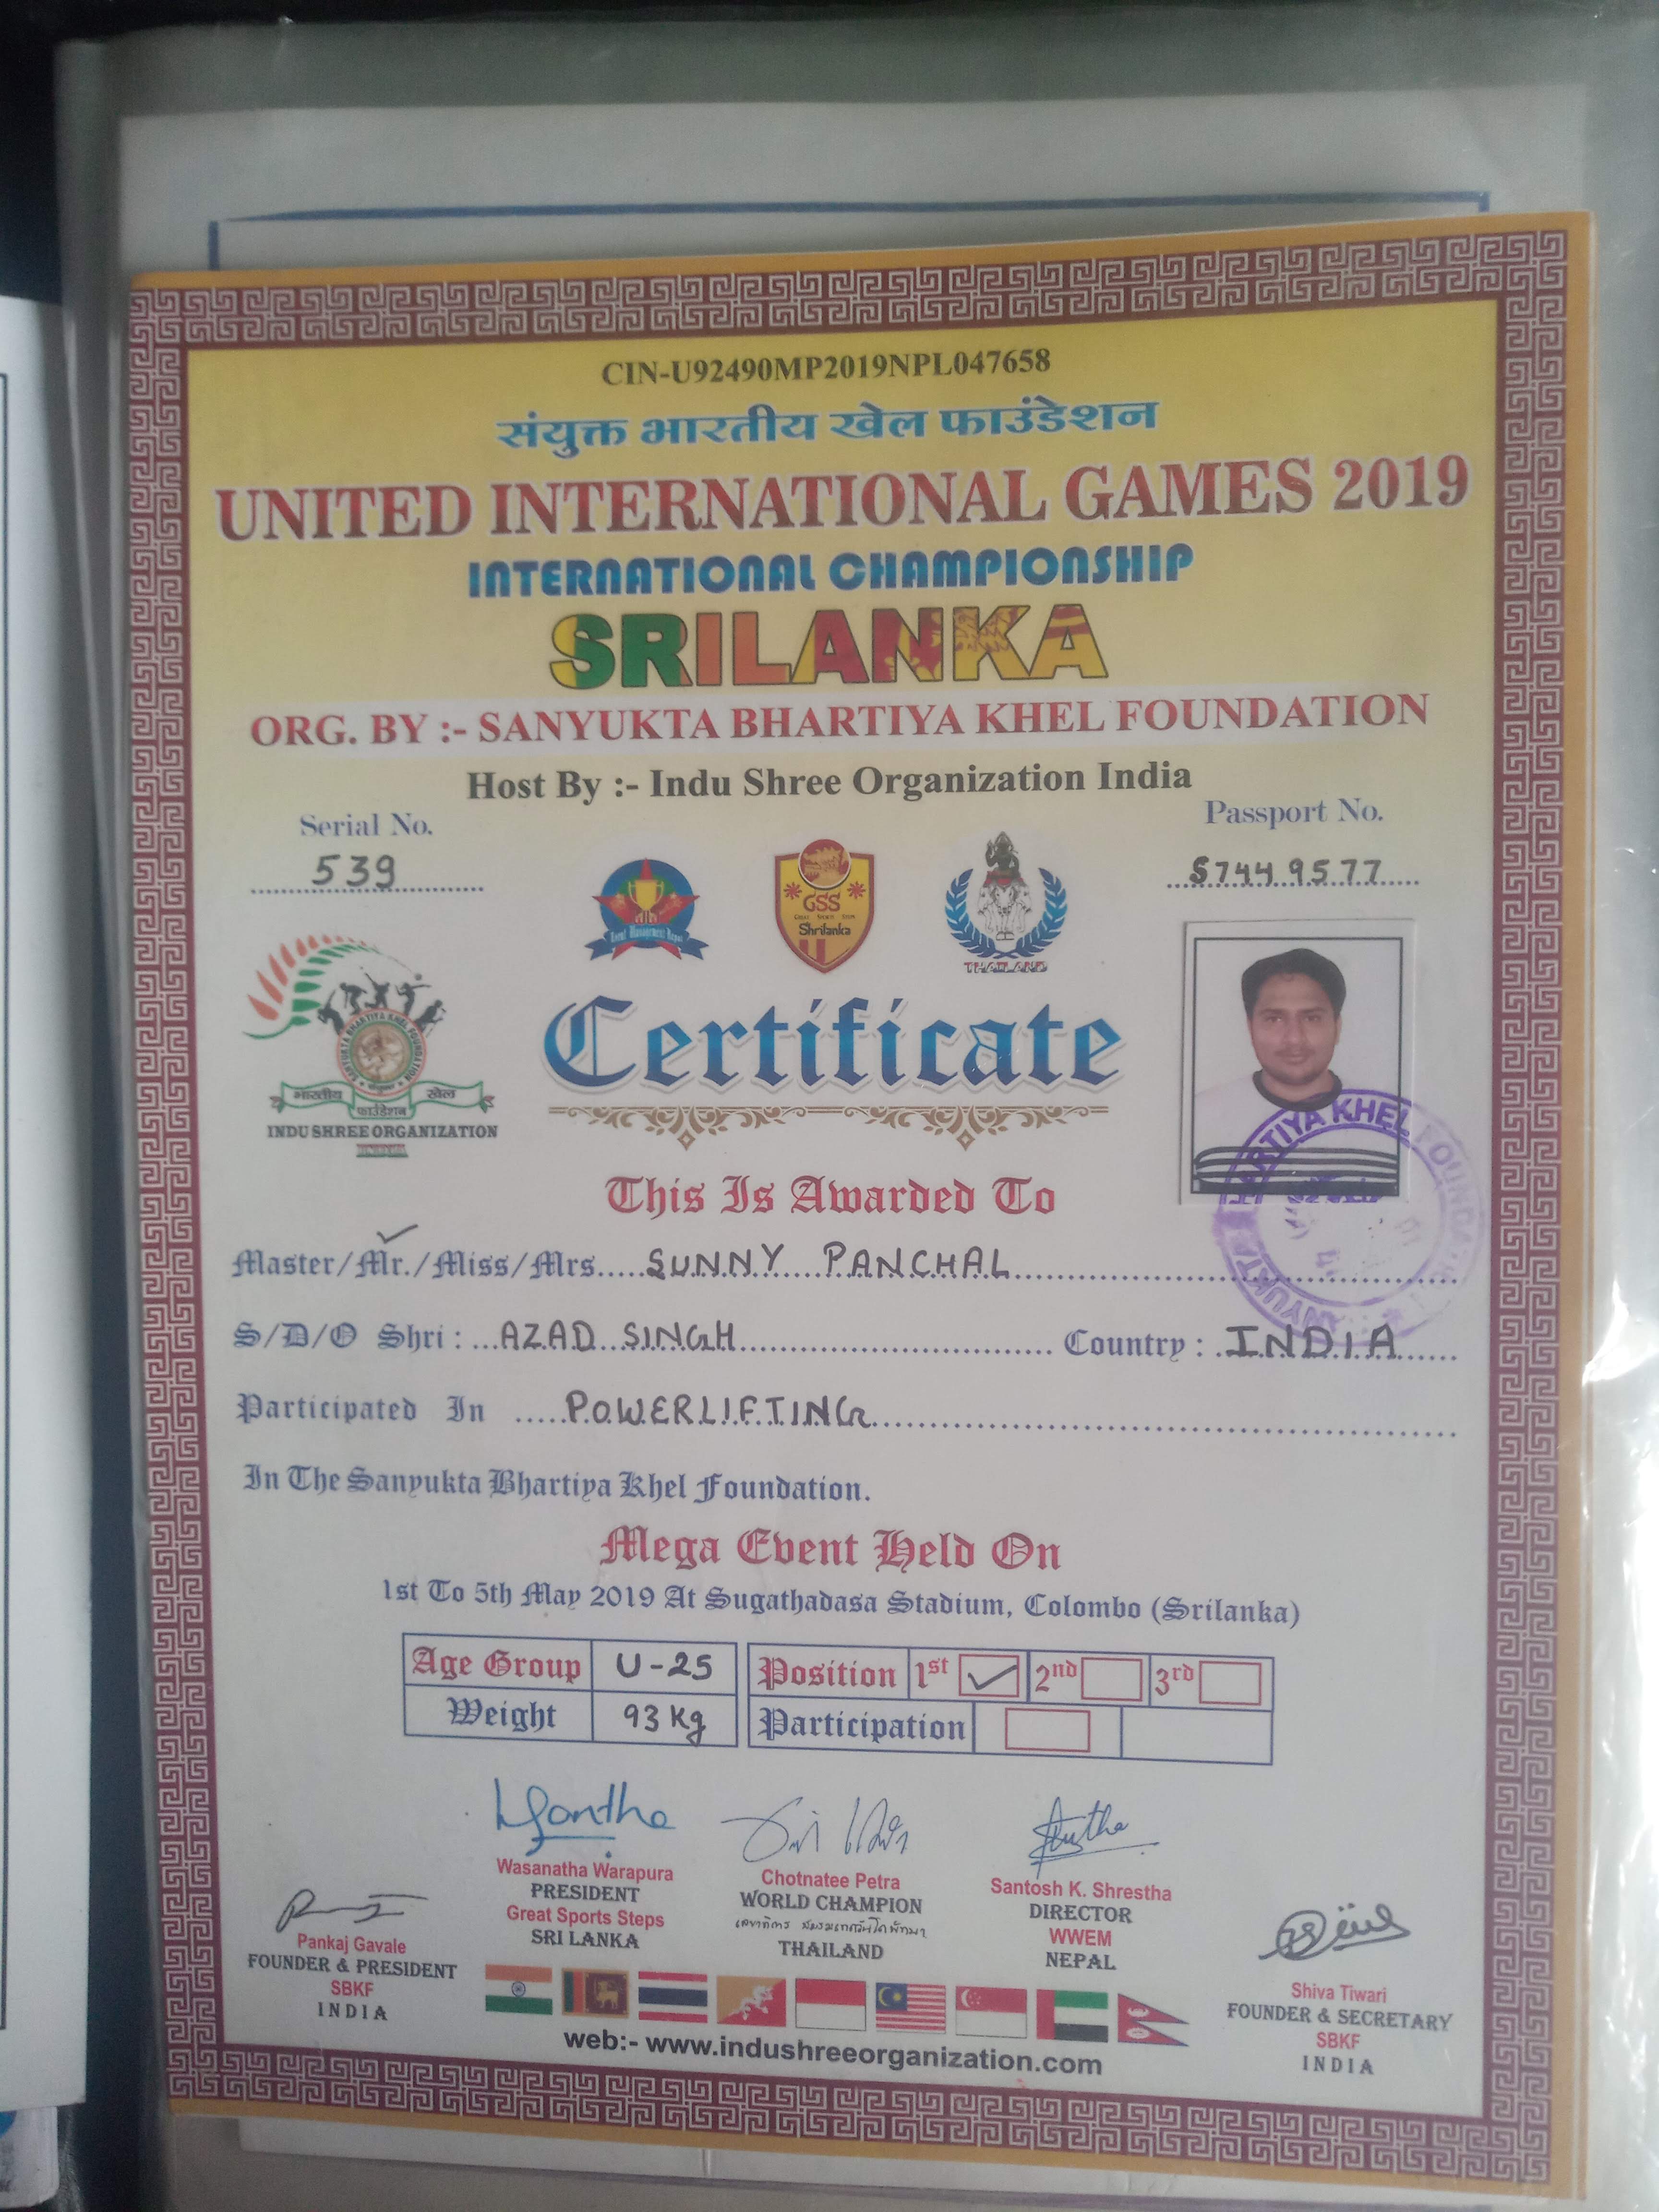 CIN-U92490MP2019NPL047658
संयुक्त भारतीय खेल फाउंडेशन
UNITED INTERNATIONAL GAMES 2019
INTERNATIONAL CHAMPIONSHIP
SRILANKA
ORG. BY :- SANYUKTA BHARTIYA KHEL FOUNDATION
Host By :- Indu Shree Organization India
Serial No.
539
Passport No.
S7449577
GSS
Shrilanka
THAILAND
SANYUKTA BHARTIYA KHEL FOUNDATION
भारतीय खेल
फाउंडेशन
INDU SHREE ORGANIZATION
Certificate
This Is Awarded To
Master/Mr./Miss/Mrs.....SUNNY PANCHAL
S/D/O Shri : ...AZAD SINGH
Country : INDIA
Participated In .....POWERLIFTING
In The Sanyukta Bhartiya Khel Foundation.
Mega Event Held On
1st To 5th May 2019 At Sugathadasa Stadium, Colombo (Srilanka)
Age Group U-25 Position 1st ✓ 2nd 3rd
Weight 93 Kg Participation
Wasanatha Warapura
PRESIDENT
Great Sports Steps
SRI LANKA
Chotnatee Petra
WORLD CHAMPION
THAILAND
Santosh K. Shrestha
DIRECTOR
WWEM
NEPAL
Pankaj Gavale
FOUNDER & PRESIDENT
SBKF
INDIA
Shiva Tiwari
FOUNDER & SECRETARY
SBKF
INDIA
web:- www.indushreeorganization.com